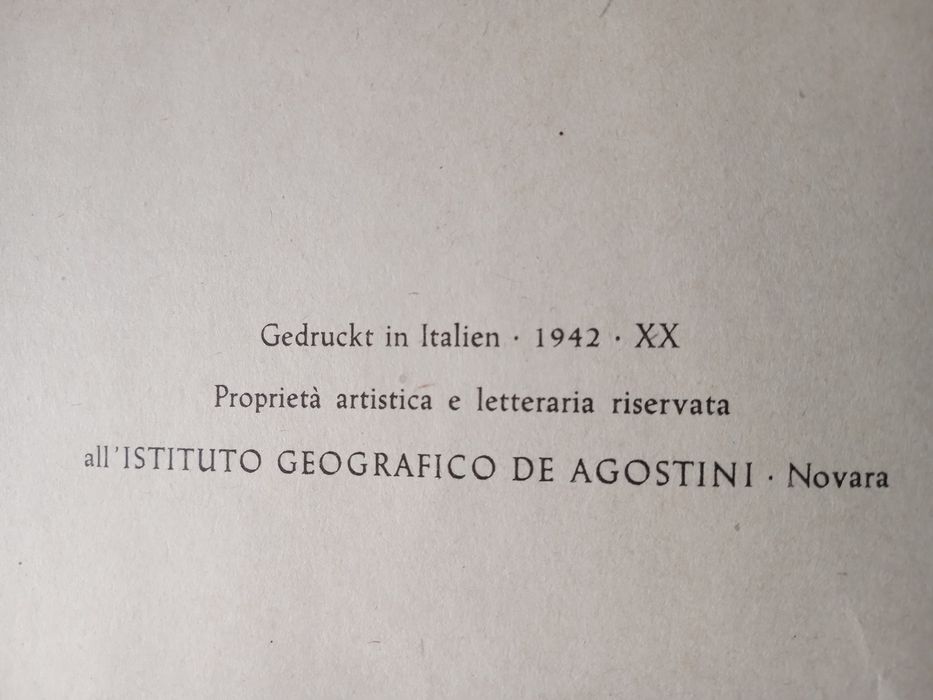 Gedruckt in Italien · 1942 · XX
Proprietà artistica e letteraria riservata
all'ISTITUTO GEOGRAFICO DE AGOSTINI · Novara